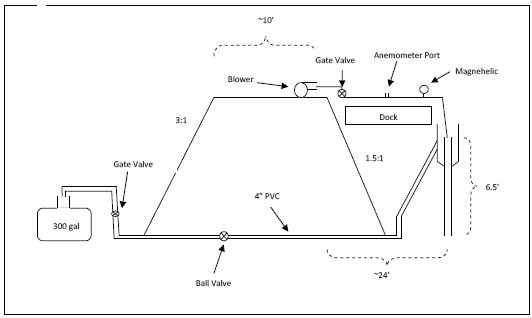 ~10'
Gate Valve
Anemometer Port
Blower
Magnehelic
Dock
3:1
1.5:1
Gate Valve
6.5'
4" PVC
300 gal
~24'
Ball Valve